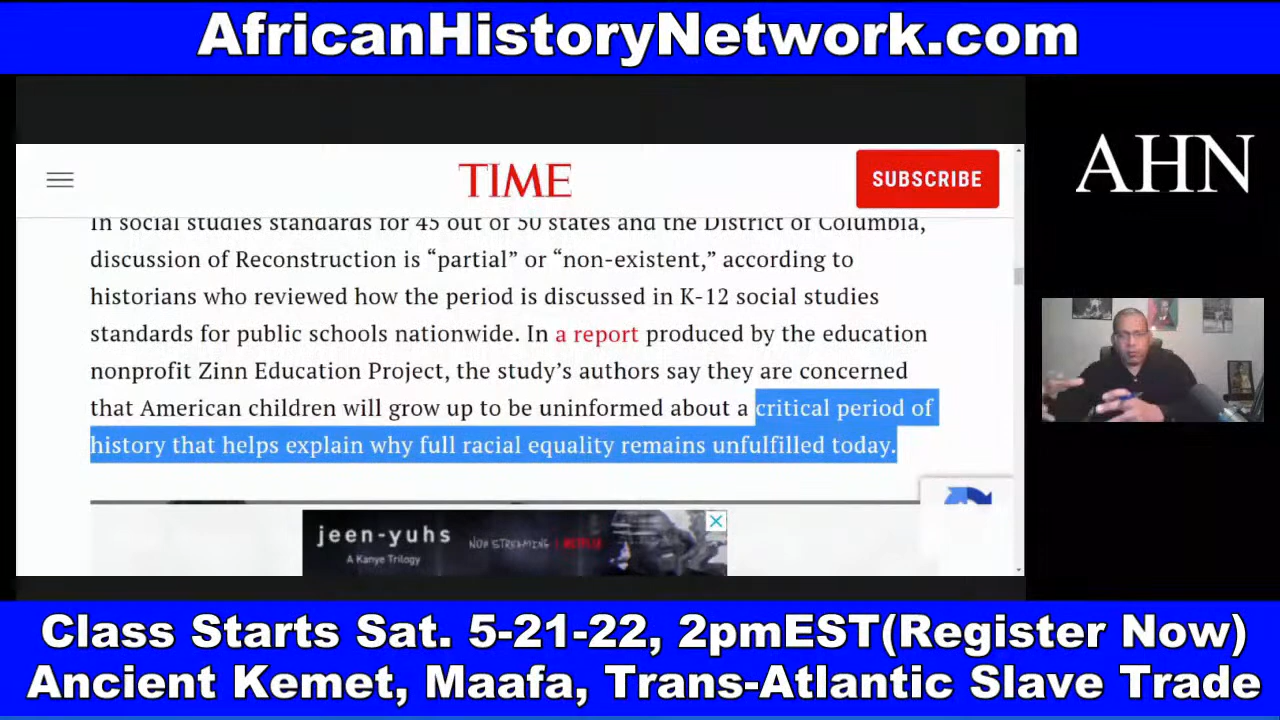 AfricanHistoryNetwork.com
TIME
SUBSCRIBE
AHN
In social studies standards for 45 out of 50 states and the District of Columbia,
discussion of Reconstruction is “partial” or “non-existent,” according to
historians who reviewed how the period is discussed in K-12 social studies
standards for public schools nationwide. In a report produced by the education
nonprofit Zinn Education Project, the study’s authors say they are concerned
that American children will grow up to be uninformed about a critical period of
history that helps explain why full racial equality remains unfulfilled today.
jeen-yuhs
A Kanye Trilogy
NOW STREAMING | NETFLIX
Class Starts Sat. 5-21-22, 2pmEST(Register Now)
Ancient Kemet, Maafa, Trans-Atlantic Slave Trade